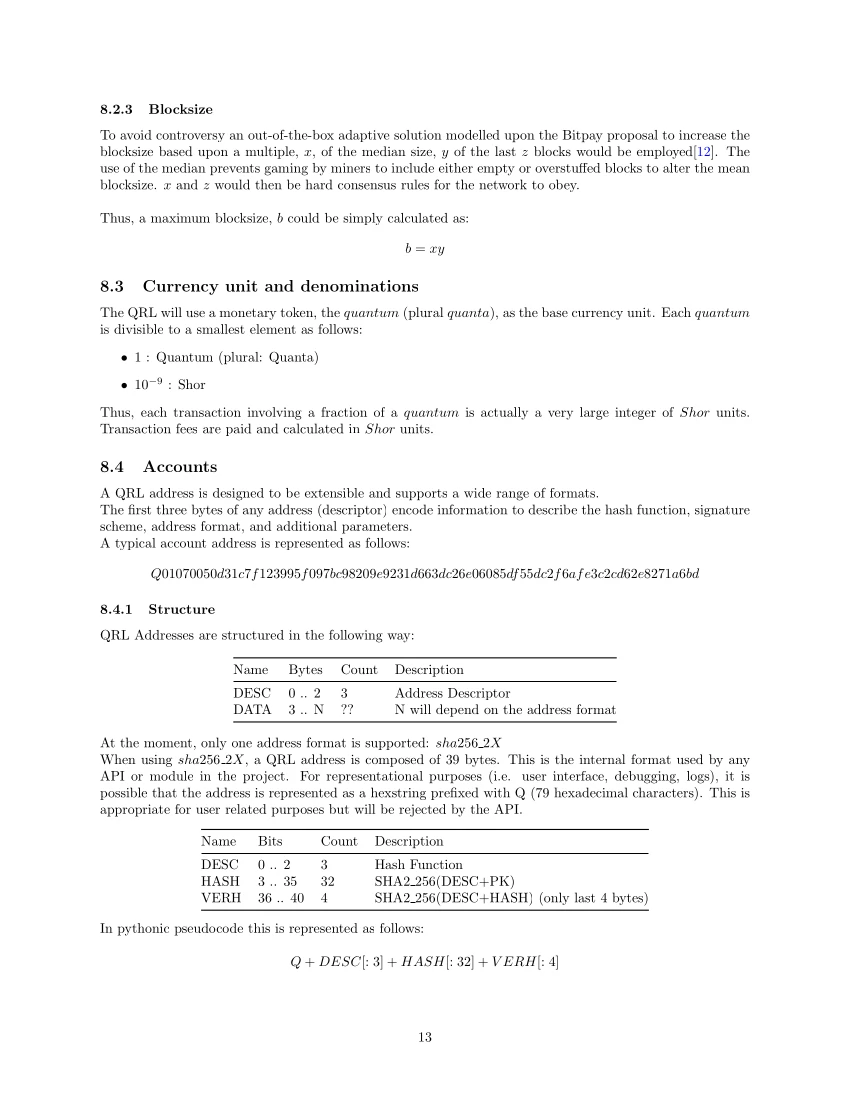 8.2.3 Blocksize
To avoid controversy an out-of-the-box adaptive solution modelled upon the Bitpay proposal to increase the
blocksize based upon a multiple, x, of the median size, y of the last z blocks would be employed[12]. The
use of the median prevents gaming by miners to include either empty or overstuffed blocks to alter the mean
blocksize. x and z would then be hard consensus rules for the network to obey.
Thus, a maximum blocksize, b could be simply calculated as:
b = xy
8.3 Currency unit and denominations
The QRL will use a monetary token, the quantum (plural quanta), as the base currency unit. Each quantum
is divisible to a smallest element as follows:
• 1 : Quantum (plural: Quanta)
• 10⁻⁹ : Shor
Thus, each transaction involving a fraction of a quantum is actually a very large integer of Shor units.
Transaction fees are paid and calculated in Shor units.
8.4 Accounts
A QRL address is designed to be extensible and supports a wide range of formats.
The first three bytes of any address (descriptor) encode information to describe the hash function, signature
scheme, address format, and additional parameters.
A typical account address is represented as follows:
Q01070050d31c7f123995f097bc98209e9231d663dc26e06085df55dc2f6afe3c2cd62e8271a6bd
8.4.1 Structure
QRL Addresses are structured in the following way:
Name Bytes Count Description
DESC 0 .. 2 3 Address Descriptor
DATA 3 .. N ?? N will depend on the address format
At the moment, only one address format is supported: sha256_2X
When using sha256_2X, a QRL address is composed of 39 bytes. This is the internal format used by any
API or module in the project. For representational purposes (i.e. user interface, debugging, logs), it is
possible that the address is represented as a hexstring prefixed with Q (79 hexadecimal characters). This is
appropriate for user related purposes but will be rejected by the API.
Name Bits Count Description
DESC 0 .. 2 3 Hash Function
HASH 3 .. 35 32 SHA2_256(DESC+PK)
VERH 36 .. 40 4 SHA2_256(DESC+HASH) (only last 4 bytes)
In pythonic pseudocode this is represented as follows:
Q + DESC[: 3] + HASH[: 32] + VERH[: 4]
13